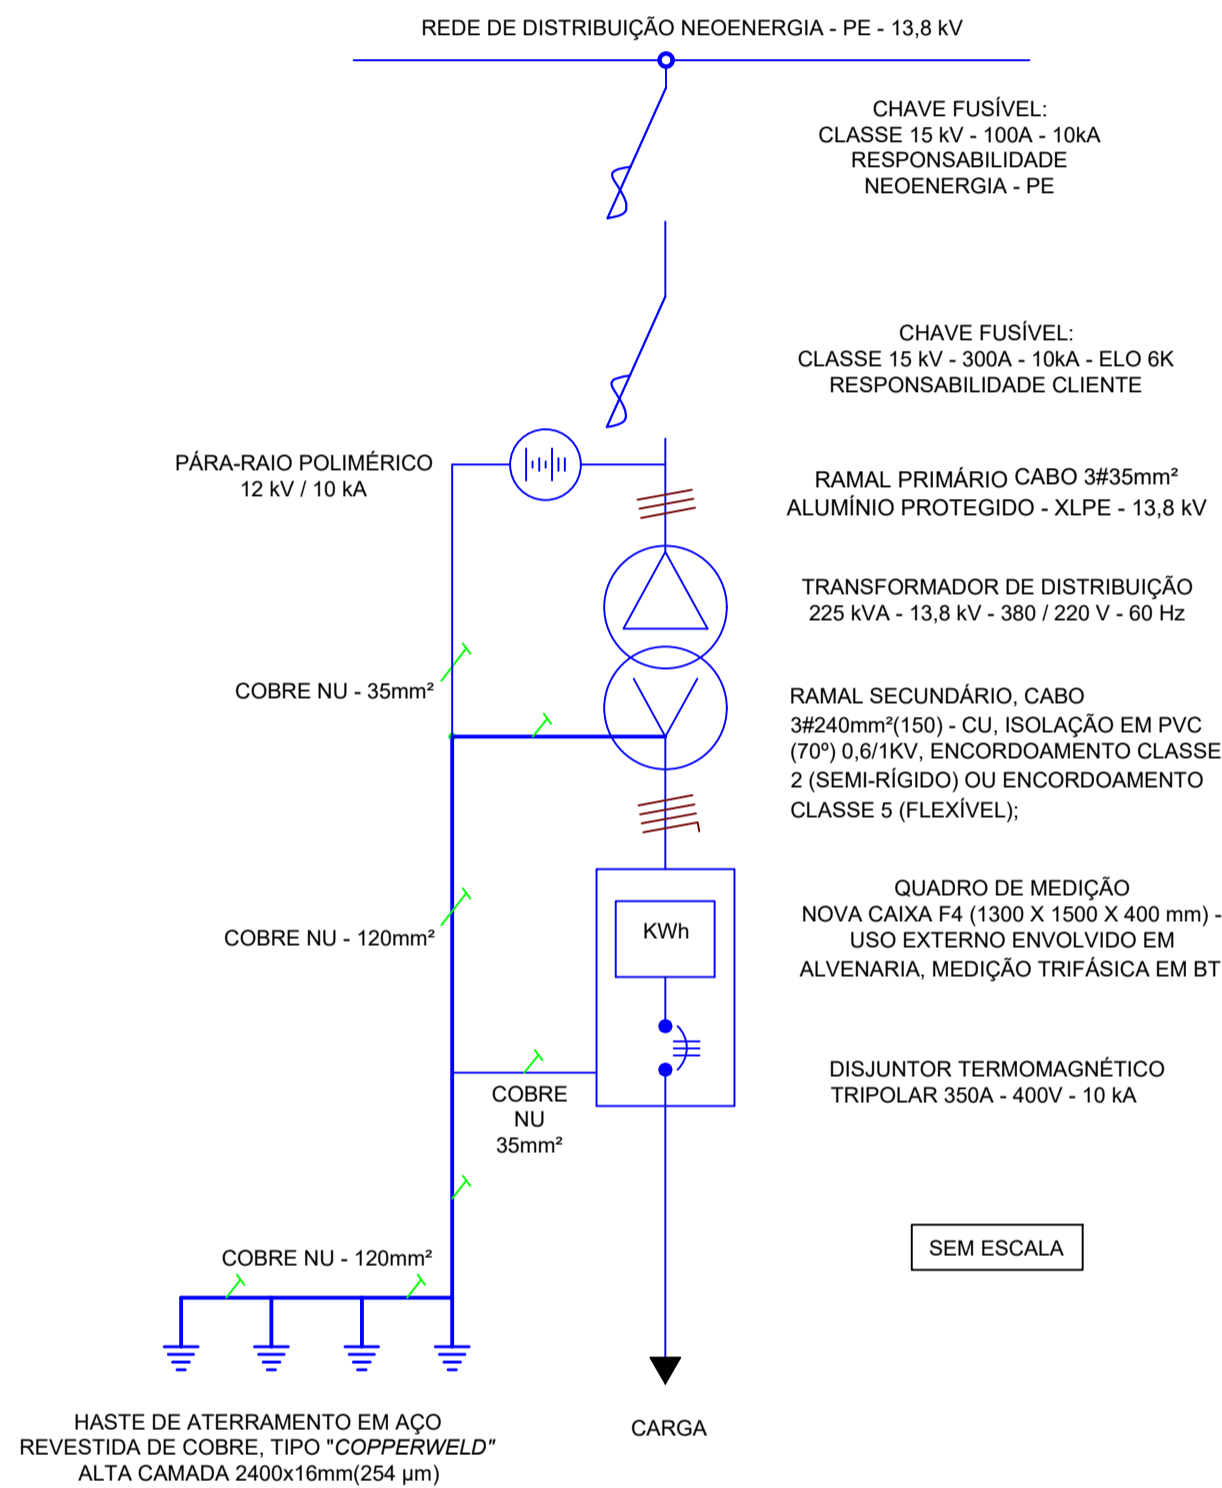 REDE DE DISTRIBUIÇÃO NEOENERGIA - PE - 13,8 kV
CHAVE FUSÍVEL:
CLASSE 15 kV - 100A - 10kA
RESPONSABILIDADE
NEOENERGIA - PE
CHAVE FUSÍVEL:
CLASSE 15 kV - 300A - 10kA - ELO 6K
RESPONSABILIDADE CLIENTE
PÁRA-RAIO POLIMÉRICO
12 kV / 10 kA
RAMAL PRIMÁRIO CABO 3#35mm²
ALUMÍNIO PROTEGIDO - XLPE - 13,8 kV
TRANSFORMADOR DE DISTRIBUIÇÃO
225 kVA - 13,8 kV - 380 / 220 V - 60 Hz
COBRE NU - 35mm²
RAMAL SECUNDÁRIO, CABO
3#240mm²(150) - CU, ISOLAÇÃO EM PVC
(70º) 0,6/1KV, ENCORDOAMENTO CLASSE
2 (SEMI-RÍGIDO) OU ENCORDOAMENTO
CLASSE 5 (FLEXÍVEL);
QUADRO DE MEDIÇÃO
NOVA CAIXA F4 (1300 X 1500 X 400 mm) -
USO EXTERNO ENVOLVIDO EM
ALVENARIA, MEDIÇÃO TRIFÁSICA EM BT
KWh
COBRE NU - 120mm²
DISJUNTOR TERMOMAGNÉTICO
TRIPOLAR 350A - 400V - 10 kA
COBRE
NU
35mm²
SEM ESCALA
COBRE NU - 120mm²
HASTE DE ATERRAMENTO EM AÇO
REVESTIDA DE COBRE, TIPO "COPPERWELD"
ALTA CAMADA 2400x16mm(254 µm)
CARGA